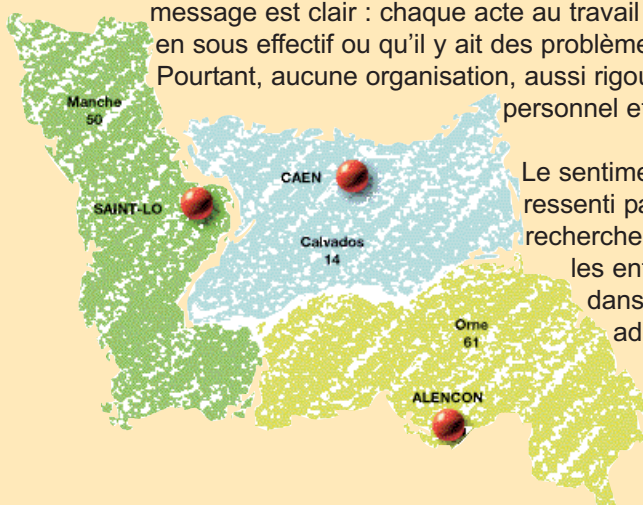 message est clair : chaque acte au travail
en sous effectif ou qu'il y ait des problème
Pourtant, aucune organisation, aussi rigou
personnel et
Le sentime
ressenti pa
recherche
les ent
dans
ad
Manche
50
SAINT-LO
CAEN
Calvados
14
Orne
61
ALENCON